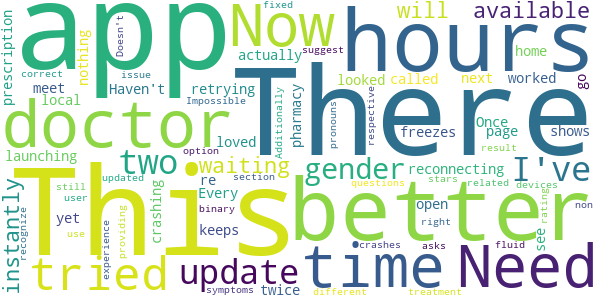 app Now hours will available
prescription nothing Doesn't actually fixed suggest There looked called next home worked go
correct issue meet Haven't retrying Impossible
local doctor loved Additionally pharmacy pronouns respective freezes Once page shows
launching two option waiting gender reconnecting result I've
This is better
instantly still updated crashing re section Every questions stars related devices
recognize yet user binary keeps open right see rating non
use experience providing tried update time crashes asks Need fluid
symptoms twice different treatment